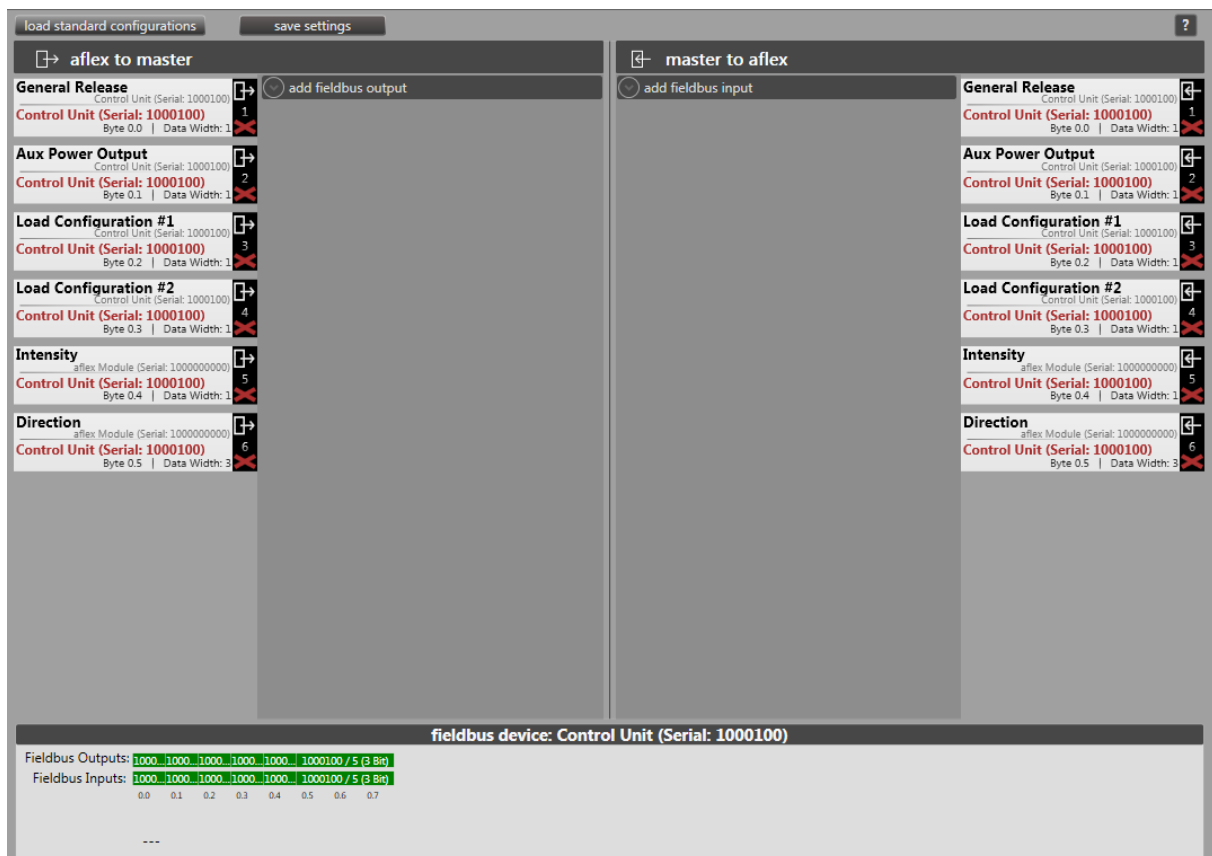 load standard configurations
save settings
?
aflex to master
General Release
Control Unit (Serial: 1000100)
Control Unit (Serial: 1000100)
Byte 0.0 | Data Width: 1
1
Aux Power Output
Control Unit (Serial: 1000100)
Control Unit (Serial: 1000100)
Byte 0.1 | Data Width: 1
2
Load Configuration #1
Control Unit (Serial: 1000100)
Control Unit (Serial: 1000100)
Byte 0.2 | Data Width: 1
3
Load Configuration #2
Control Unit (Serial: 1000100)
Control Unit (Serial: 1000100)
Byte 0.3 | Data Width: 1
4
Intensity
aflex Module (Serial: 1000000000)
Control Unit (Serial: 1000100)
Byte 0.4 | Data Width: 1
5
Direction
aflex Module (Serial: 1000000000)
Control Unit (Serial: 1000100)
Byte 0.5 | Data Width: 3
6
add fieldbus output
master to aflex
add fieldbus input
General Release
Control Unit (Serial: 1000100)
Control Unit (Serial: 1000100)
Byte 0.0 | Data Width: 1
1
Aux Power Output
Control Unit (Serial: 1000100)
Control Unit (Serial: 1000100)
Byte 0.1 | Data Width: 1
2
Load Configuration #1
Control Unit (Serial: 1000100)
Control Unit (Serial: 1000100)
Byte 0.2 | Data Width: 1
3
Load Configuration #2
Control Unit (Serial: 1000100)
Control Unit (Serial: 1000100)
Byte 0.3 | Data Width: 1
4
Intensity
aflex Module (Serial: 1000000000)
Control Unit (Serial: 1000100)
Byte 0.4 | Data Width: 1
5
Direction
aflex Module (Serial: 1000000000)
Control Unit (Serial: 1000100)
Byte 0.5 | Data Width: 3
6
fieldbus device: Control Unit (Serial: 1000100)
Fieldbus Outputs: 1000... 1000... 1000... 1000... 1000... 1000100 / 5 (3 Bit)
Fieldbus Inputs: 1000... 1000... 1000... 1000... 1000... 1000100 / 5 (3 Bit)
0.0 0.1 0.2 0.3 0.4 0.5 0.6 0.7
---